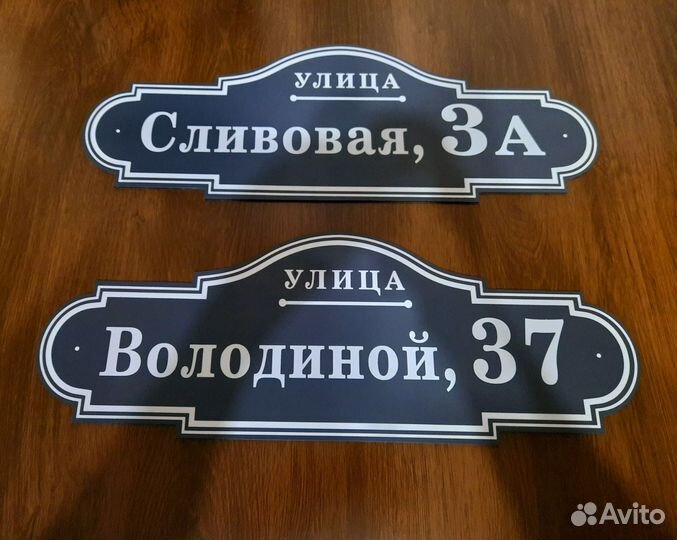 УЛИЦА
Сливовая, 3А
УЛИЦА
Володиной, 37
Avito